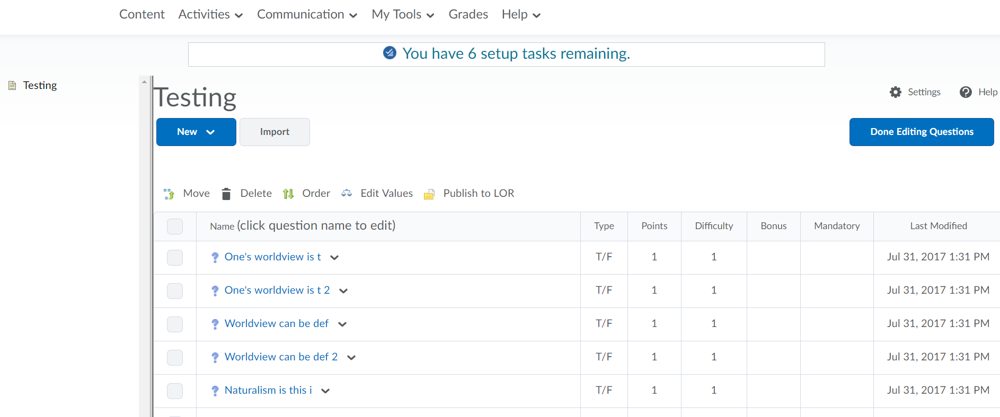 Content Activities Communication My Tools Grades Help
You have 6 setup tasks remaining.
Testing
Testing
Settings Help
New Import Done Editing Questions
Move Delete Order Edit Values Publish to LOR
Name (click question name to edit) Type Points Difficulty Bonus Mandatory Last Modified
One's worldview is t T/F 1 1 Jul 31, 2017 1:31 PM
One's worldview is t 2 T/F 1 1 Jul 31, 2017 1:31 PM
Worldview can be def T/F 1 1 Jul 31, 2017 1:31 PM
Worldview can be def 2 T/F 1 1 Jul 31, 2017 1:31 PM
Naturalism is this i T/F 1 1 Jul 31, 2017 1:31 PM